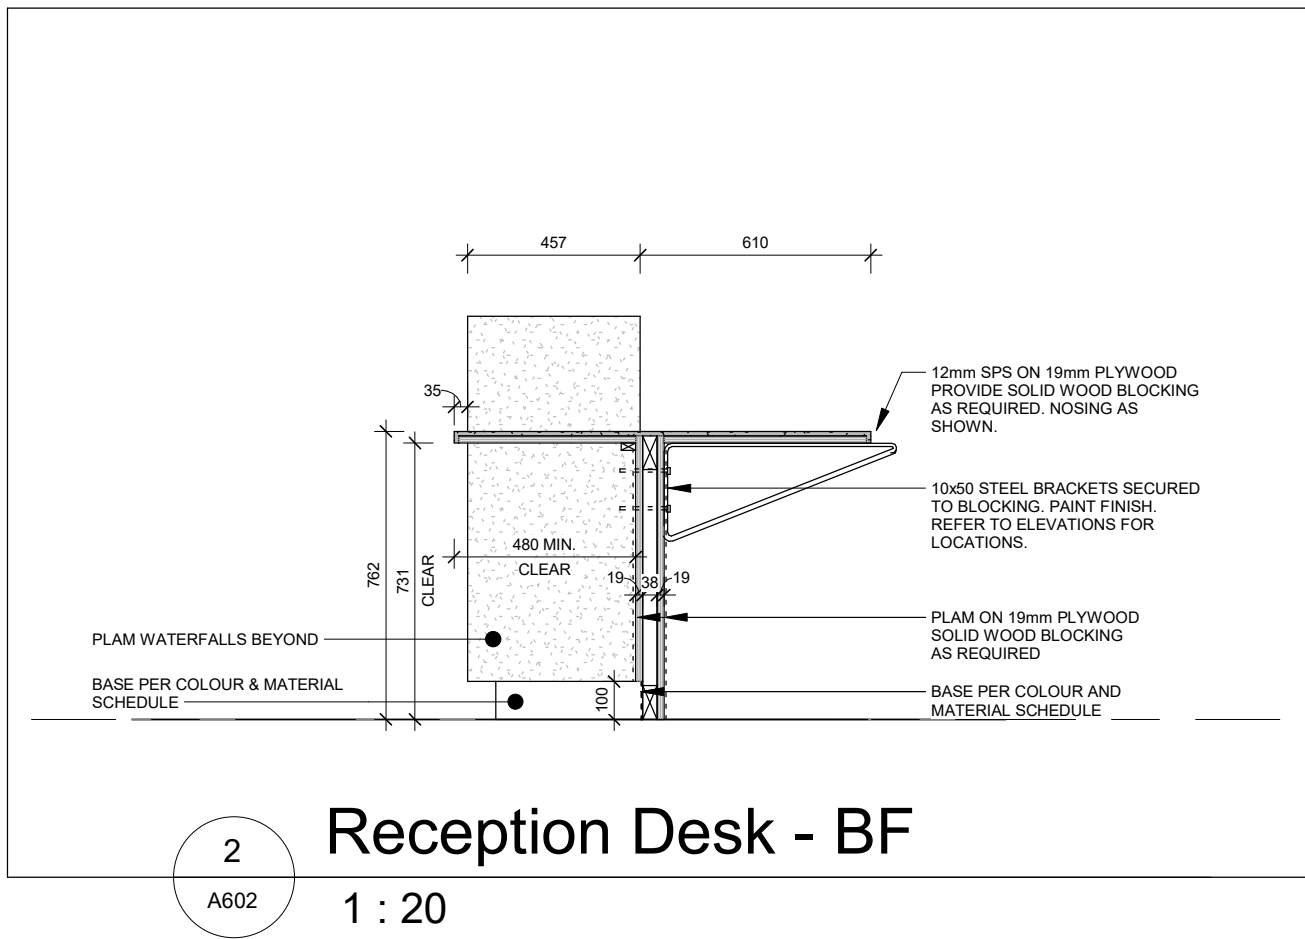 457
610
35
12mm SPS ON 19mm PLYWOOD
PROVIDE SOLID WOOD BLOCKING
AS REQUIRED. NOSING AS
SHOWN.
10x50 STEEL BRACKETS SECURED
TO BLOCKING. PAINT FINISH.
REFER TO ELEVATIONS FOR
LOCATIONS.
480 MIN.
CLEAR
762
731
CLEAR
19
38
19
PLAM ON 19mm PLYWOOD
SOLID WOOD BLOCKING
AS REQUIRED
PLAM WATERFALLS BEYOND
BASE PER COLOUR & MATERIAL
SCHEDULE
100
BASE PER COLOUR AND
MATERIAL SCHEDULE
2
A602
Reception Desk - BF
1 : 20